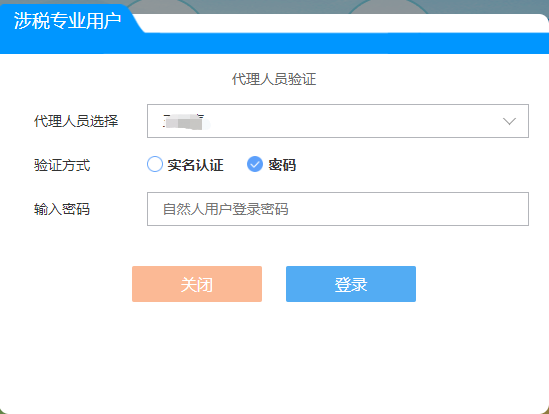 涉税专业用户
代理人员验证
代理人员选择
验证方式 实名认证 密码
输入密码 自然人用户登录密码
关闭 登录